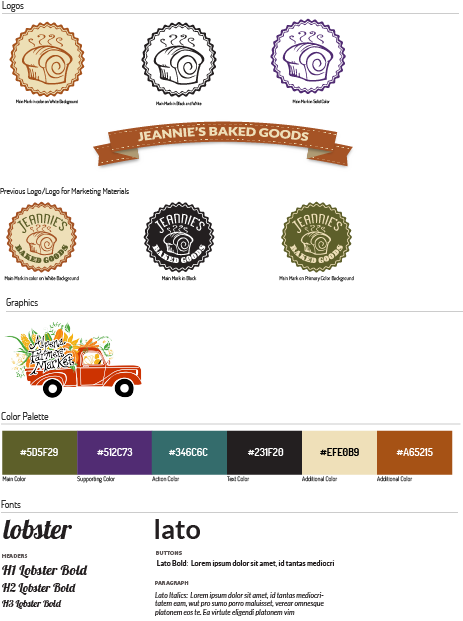 Logos
Main Mark in color on White Background
Main Mark in Black and White
Main Mark in Solid Color
JEANNIE'S BAKED GOODS
Previous Logo/Logo for Marketing Materials
JEANNIE'S
BAKED GOODS
JEANNIE'S
BAKED GOODS
JEANNIE'S
BAKED GOODS
Main Mark in color on White Background
Main Mark in Black
Main Mark on Primary Color Background
Graphics
Farmers
Market
Color Palette
#5D5F29
#512C73
#346C6C
#231F20
#EFE0B9
#A65215
Main Color
Supporting Color
Action Color
Text Color
Additional Color
Additional Color
Fonts
lobster
lato
HEADERS
H1 Lobster Bold
H2 Lobster Bold
H3 Lobster Bold
BUTTONS
Lato Bold: Lorem ipsum dolor sit amet, id tantas mediocri
PARAGRAPH
Lato Italics: Lorem ipsum dolor sit amet, id tantas mediocri-
tatem eam, wut pro sumo porro maluisset, verear omnesque
platonem eos te. Ea virtute eligendi platonem vim